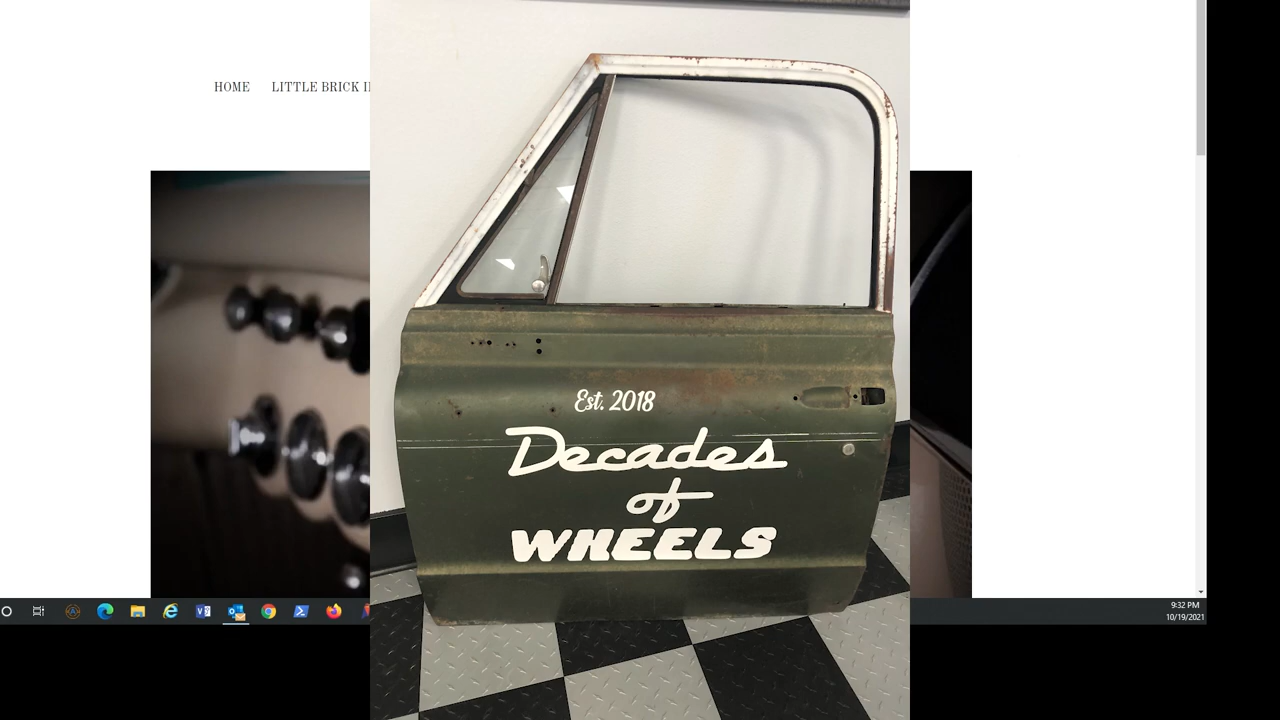 HOME LITTLE BRICK
Est. 2018
Decades
of
WHEELS
9:32 PM
10/19/2021